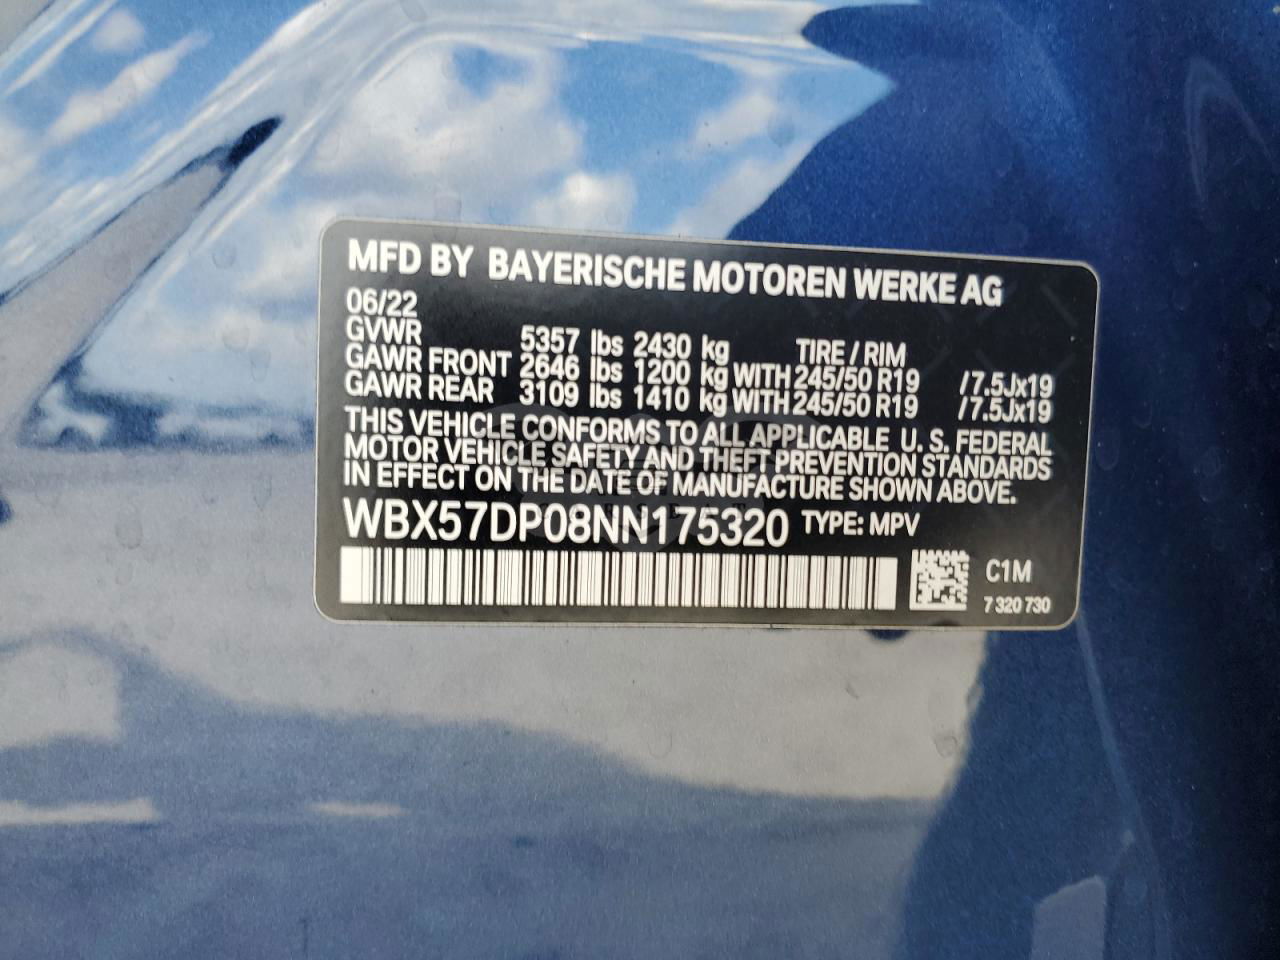 MFD BY BAYERISCHE MOTOREN WERKE AG
06/22
GVWR 5357 lbs 2430 kg TIRE / RIM
GAWR FRONT 2646 lbs 1200 kg WITH 245/50 R19 /7.5Jx19
GAWR REAR 3109 lbs 1410 kg WITH 245/50 R19 /7.5Jx19
THIS VEHICLE CONFORMS TO ALL APPLICABLE U. S. FEDERAL
MOTOR VEHICLE SAFETY AND THEFT PREVENTION STANDARDS
IN EFFECT ON THE DATE OF MANUFACTURE SHOWN ABOVE.
WBX57DP08NN175320 TYPE: MPV
C1M
7 320 730